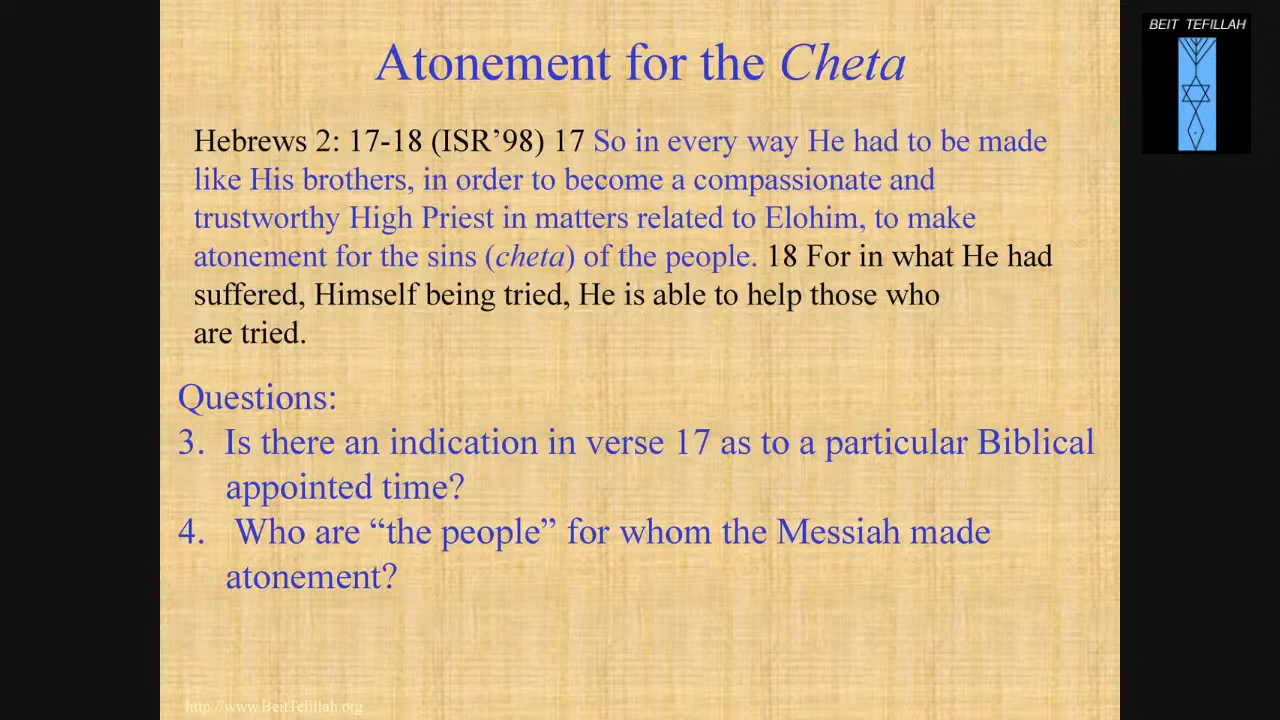 Atonement for the Cheta
BEIT TEFILLAH
Hebrews 2: 17-18 (ISR’98) 17 So in every way He had to be made
like His brothers, in order to become a compassionate and
trustworthy High Priest in matters related to Elohim, to make
atonement for the sins (cheta) of the people. 18 For in what He had
suffered, Himself being tried, He is able to help those who
are tried.
Questions:
3. Is there an indication in verse 17 as to a particular Biblical
appointed time?
4. Who are “the people” for whom the Messiah made
atonement?
http://www.BeitTefillah.org